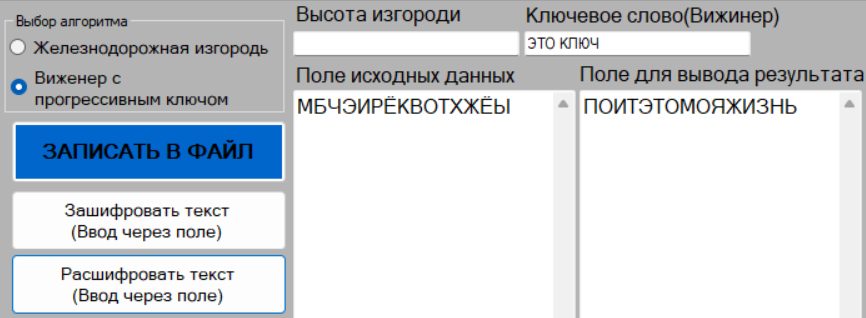 Выбор алгоритма
Железнодорожная изгородь
Виженер с
прогрессивным ключом
ЗАПИСАТЬ В ФАЙЛ
Зашифровать текст
(Ввод через поле)
Расшифровать текст
(Ввод через поле)
Высота изгороди
Ключевое слово(Вижинер)
ЭТО КЛЮЧ
Поле исходных данных
Поле для вывода результата
МБЧЭИРЁКВОТХЖЁЫ
ПОИТЭТОМОЯЖИЗНЬ